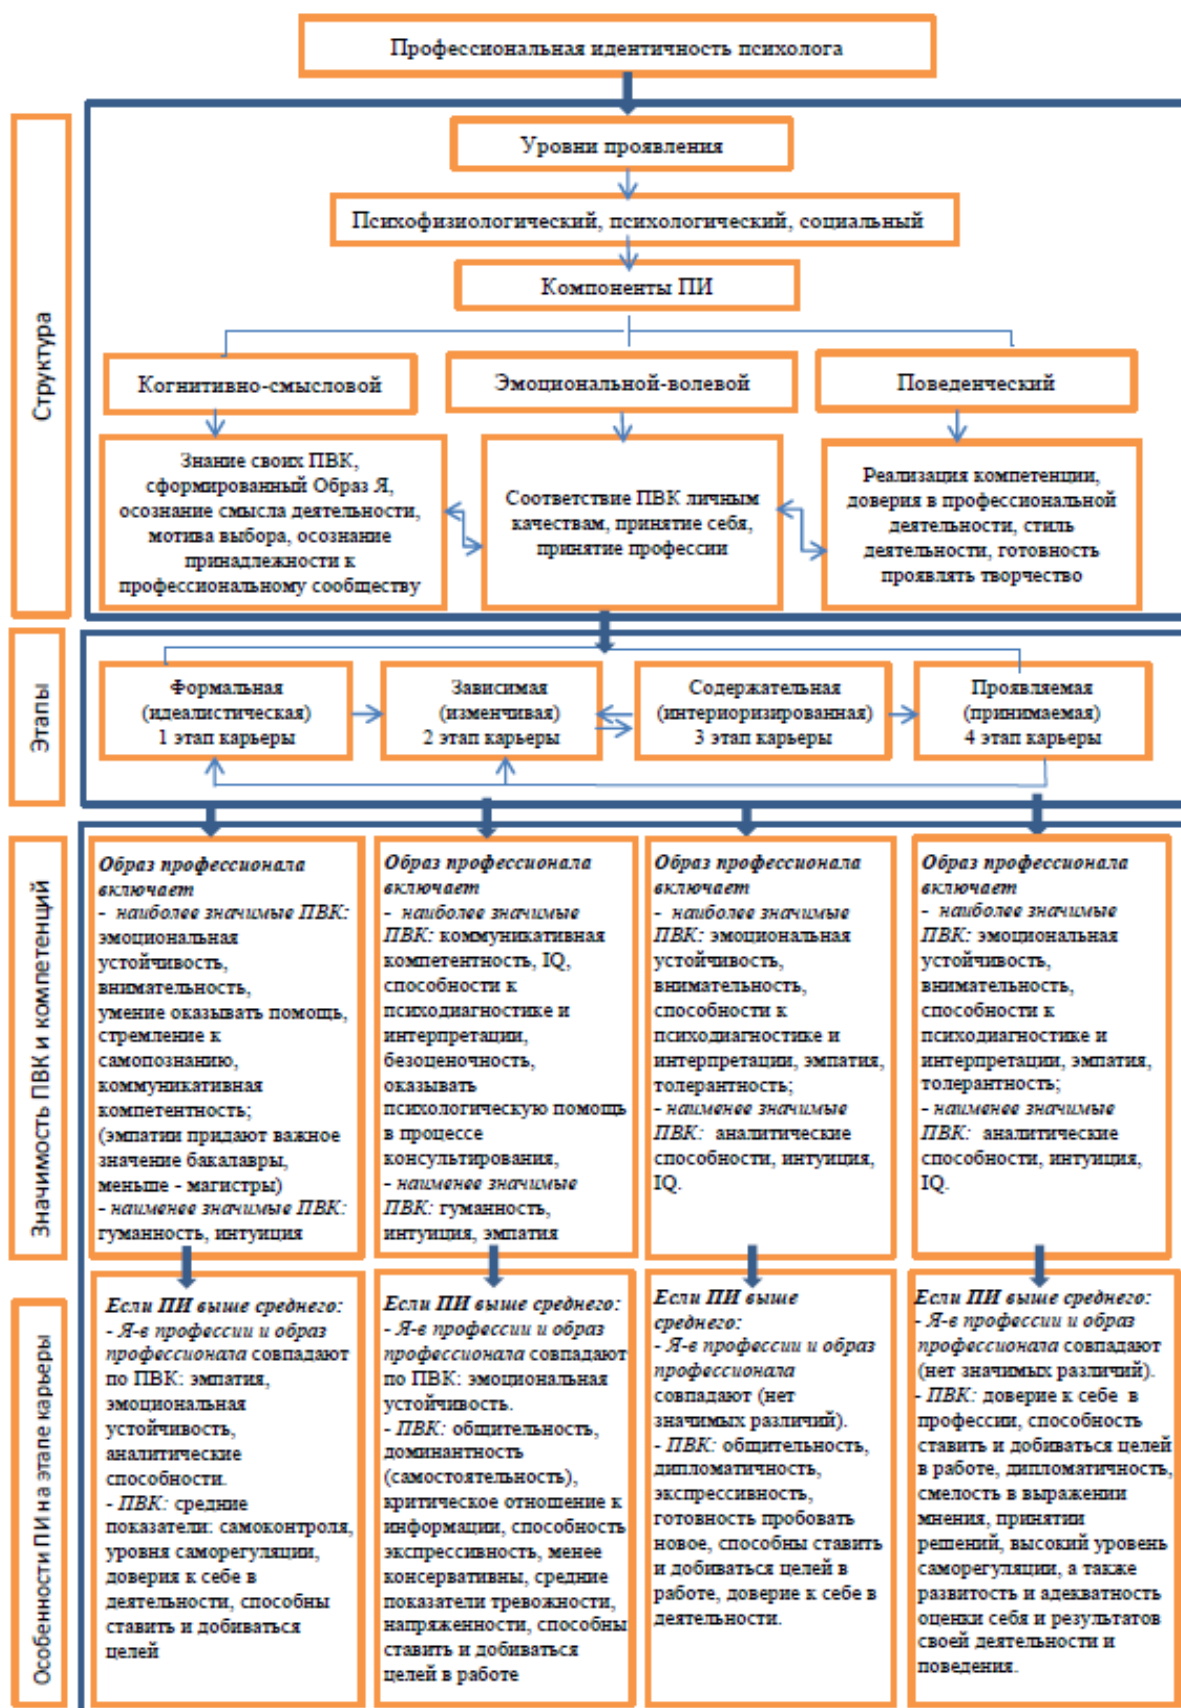 Профессиональная идентичность психолога
Структура
Уровни проявления
Психофизиологический, психологический, социальный
Компоненты ПИ
Когнитивно-смысловой
Эмоциональной-волевой
Поведенческий
Знание своих ПВК,
сформированный Образ Я,
осознание смысла деятельности,
мотива выбора, осознание
принадлежности к
профессиональному сообществу
Соответствие ПВК личным
качествам, принятие себя,
принятие профессии
Реализация компетенции,
доверия в профессиональной
деятельности, стиль
деятельности, готовность
проявлять творчество
Этапы
Формальная
(идеалистическая)
1 этап карьеры
Зависимая
(изменчивая)
2 этап карьеры
Содержательная
(интериоризированная)
3 этап карьеры
Проявляемая
(принимаемая)
4 этап карьеры
Значимость ПВК и компетенций
Образ профессионала
включает
- наиболее значимые ПВК:
эмоциональная
устойчивость,
внимательность,
умение оказывать помощь,
стремление к
самопознанию,
коммуникативная
компетентность;
(эмпатии придают важное
значение бакалавры,
меньше - магистры)
- наименее значимые ПВК:
гуманность, интуиция
Образ профессионала
включает
- наиболее значимые
ПВК: коммуникативная
компетентность, IQ,
способности к
психодиагностике и
интерпретации,
безоценочность,
оказывать
психологическую помощь
в процессе
консультирования,
- наименее значимые
ПВК: гуманность,
интуиция, эмпатия
Образ профессионала
включает
- наиболее значимые
ПВК: эмоциональная
устойчивость,
внимательность,
способности к
психодиагностике и
интерпретации, эмпатия,
толерантность;
- наименее значимые
ПВК: аналитические
способности, интуиция,
IQ.
Образ профессионала
включает
- наиболее значимые
ПВК: эмоциональная
устойчивость,
внимательность,
способности к
психодиагностике и
интерпретации, эмпатия,
толерантность;
- наименее значимые
ПВК: аналитические
способности, интуиция,
IQ.
Особенности ПИ на этапе карьеры
Если ПИ выше среднего:
- Я-в профессии и образ
профессионала совпадают
по ПВК: эмпатия,
эмоциональная
устойчивость,
аналитические
способности.
- ПВК: средние
показатели: самоконтроля,
уровня саморегуляции,
доверия к себе в
деятельности, способны
ставить и добиваться
целей
Если ПИ выше среднего:
- Я-в профессии и образ
профессионала совпадают
по ПВК: эмоциональная
устойчивость.
- ПВК: общительность,
доминантность
(самостоятельность),
критическое отношение к
информации, способность
экспрессивность, менее
консервативны, средние
показатели тревожности,
напряженности, способны
ставить и добиваться
целей в работе
Если ПИ выше
среднего:
- Я-в профессии и образ
профессионала
совпадают (нет
значимых различий).
- ПВК: общительность,
дипломатичность,
экспрессивность,
готовность пробовать
новое, способны ставить
и добиваться целей в
работе, доверие к себе в
деятельности.
Если ПИ выше среднего:
- Я-в профессии и образ
профессионала совпадают
(нет значимых различий).
- ПВК: доверие к себе в
профессии, способность
ставить и добиваться целей
в работе, дипломатичность,
смелость в выражении
мнения, принятии
решений, высокий уровень
саморегуляции, а также
развитость и адекватность
оценки себя и результатов
своей деятельности и
поведения.